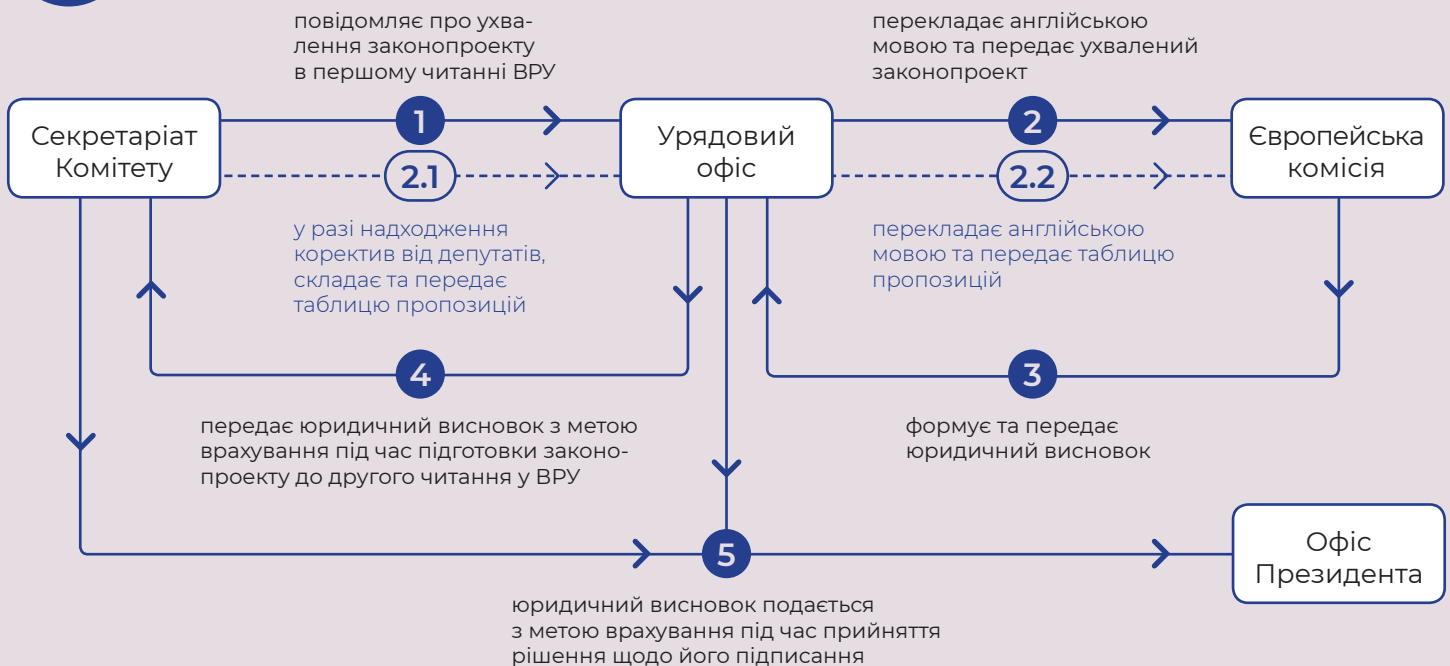 повідомляє про ухва-
лення законопроекту
в першому читанні ВРУ
перекладає англійською
мовою та передає ухвалений
законопроект
Секретаріат
Комітету
1
2.1
Урядовий
офіс
2
2.2
Європейська
комісія
у разі надходження
коректив від депутатів,
складає та передає
таблицю пропозицій
перекладає англійською
мовою та передає таблицю
пропозицій
4
3
передає юридичний висновок з метою
врахування під час підготовки законо-
проекту до другого читання у ВРУ
формує та передає
юридичний висновок
5
Офіс
Президента
юридичний висновок подається
з метою врахування під час прийняття
рішення щодо його підписання